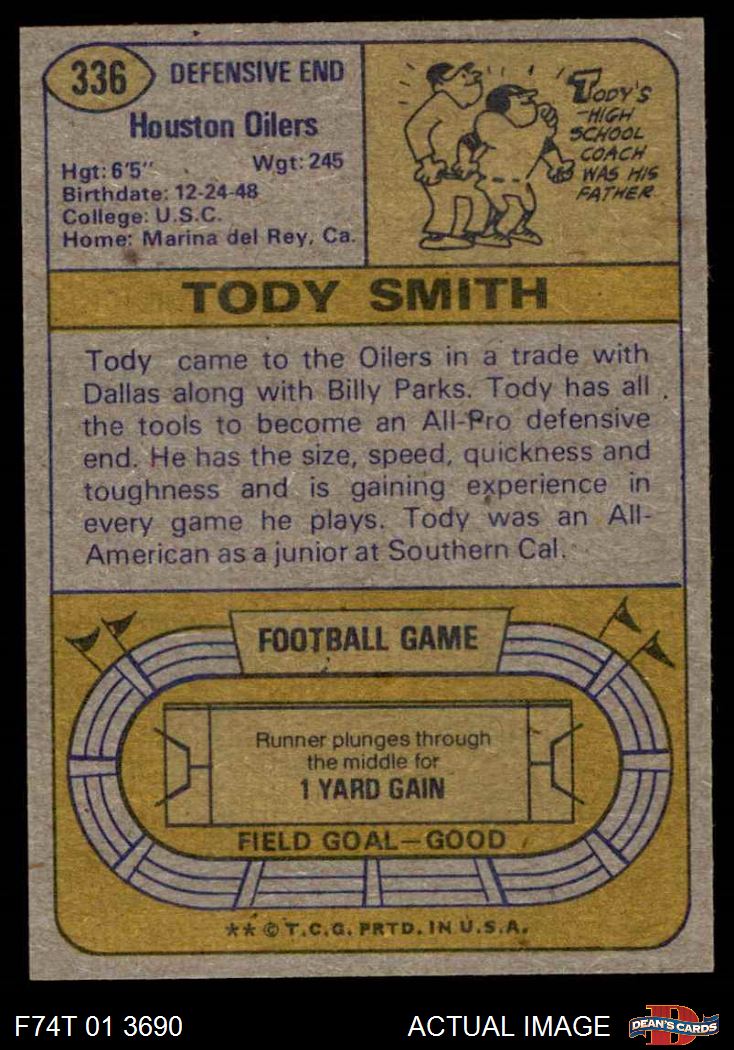 336
DEFENSIVE END
Houston Oilers
Hgt: 6'5"
Wgt: 245
Birthdate: 12-24-48
College: U.S.C.
Home: Marina del Rey, Ca.
TODY'S
HIGH
SCHOOL
COACH
WAS HIS
FATHER
TODY SMITH
Tody came to the Oilers in a trade with
Dallas along with Billy Parks. Tody has all
the tools to become an All-Pro defensive
end. He has the size, speed, quickness and
toughness and is gaining experience in
every game he plays. Tody was an All-
American as a junior at Southern Cal.
FOOTBALL GAME
Runner plunges through
the middle for
1 YARD GAIN
FIELD GOAL—GOOD
** © T.C.G. PRTD. IN U.S.A.
F74T 01 3690
ACTUAL IMAGE
D
DEAN'S CARDS